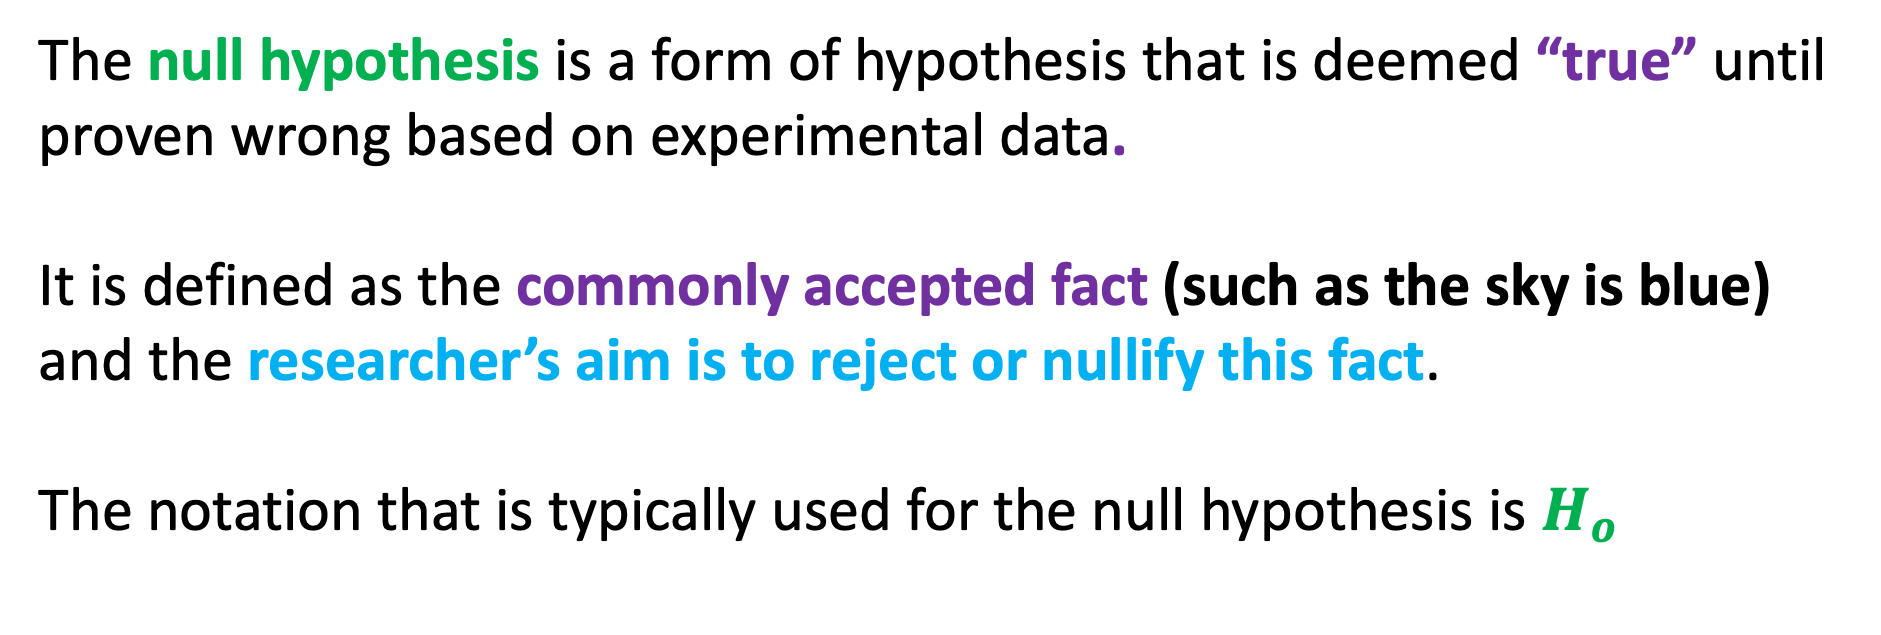 The null hypothesis is a form of hypothesis that is deemed “true” until
proven wrong based on experimental data.
It is defined as the commonly accepted fact (such as the sky is blue)
and the researcher’s aim is to reject or nullify this fact.
The notation that is typically used for the null hypothesis is Hₒ